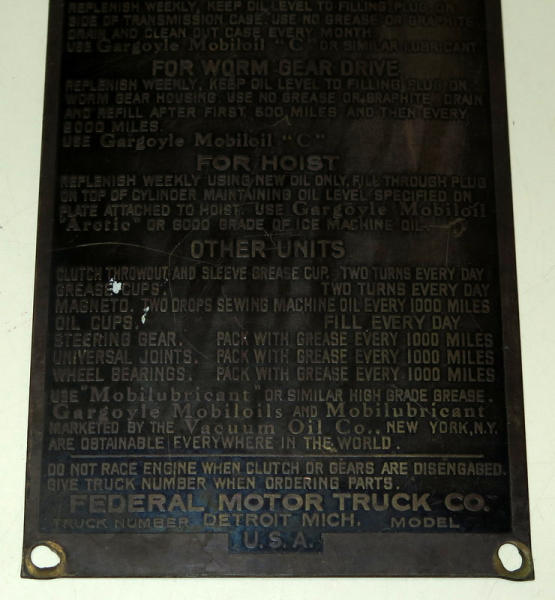 REPLENISH WEEKLY, KEEP OIL LEVEL TO FILLING PLUG ON
SIDE OF TRANSMISSION CASE. USE NO GREASE OR GRAPHITE
DRAIN AND CLEAN OUT CASE EVERY MONTH.
USE Gargoyle Mobiloil "C" OR SIMILAR LUBRICANT
FOR WORM GEAR DRIVE
REPLENISH WEEKLY, KEEP OIL LEVEL TO FILLING PLUG ON
WORM GEAR HOUSING. USE NO GREASE OR GRAPHITE. DRAIN
AND REFILL AFTER FIRST 500 MILES AND THEN EVERY
MILES.
USE Gargoyle Mobiloil "C"
FOR HOIST
REPLENISH WEEKLY USING NEW OIL ONLY, FILL THROUGH PLUG
ON TOP OF CYLINDER MAINTAINING OIL LEVEL SPECIFIED ON
PLATE ATTACHED TO HOIST. USE Gargoyle Mobiloil
"Arctic" OR GOOD GRADE OF ICE MACHINE OIL.
OTHER UNITS
CLUTCH THROWOUT AND SLEEVE GREASE CUP. TWO TURNS EVERY DAY
GREASE CUPS. TWO TURNS EVERY DAY
MAGNETO. TWO DROPS SEWING MACHINE OIL EVERY 1000 MILES
OIL CUPS. FILL EVERY DAY
STEERING GEAR. PACK WITH GREASE EVERY 1000 MILES
UNIVERSAL JOINTS. PACK WITH GREASE EVERY 1000 MILES
WHEEL BEARINGS. PACK WITH GREASE EVERY 1000 MILES
USE "Mobilubricant" OR SIMILAR HIGH GRADE GREASE.
Gargoyle Mobiloils AND Mobilubricant
MARKETED BY THE Vacuum Oil Co., NEW YORK, N.Y.
ARE OBTAINABLE EVERYWHERE IN THE WORLD.
DO NOT RACE ENGINE WHEN CLUTCH OR GEARS ARE DISENGAGED.
GIVE TRUCK NUMBER WHEN ORDERING PARTS.
FEDERAL MOTOR TRUCK CO.
TRUCK NUMBER DETROIT MICH. MODEL
U.S.A.